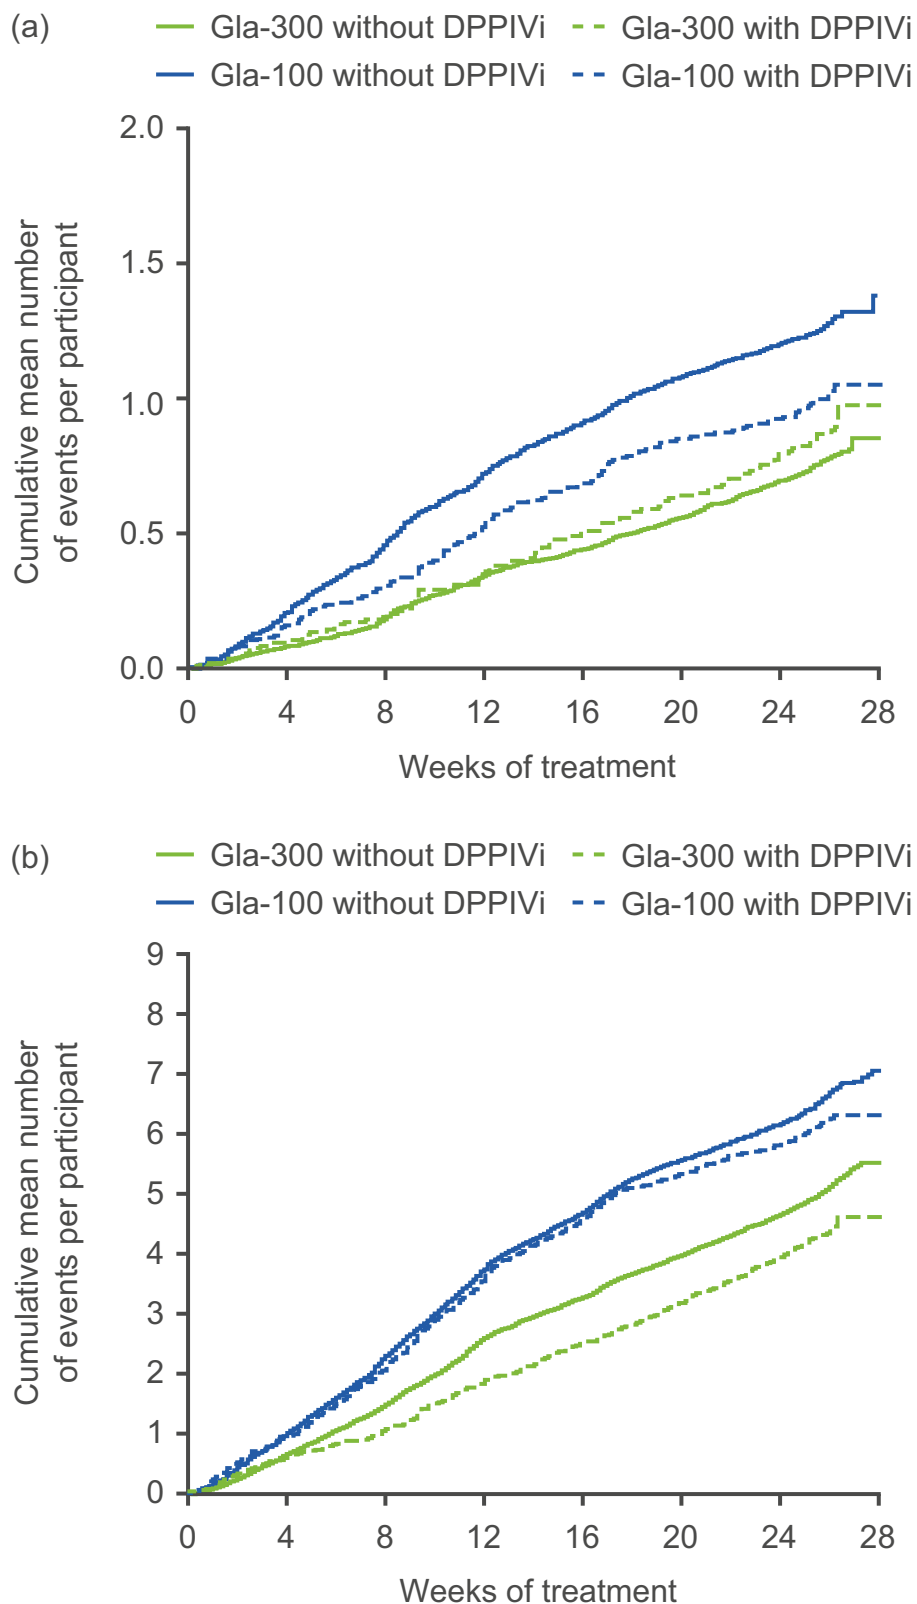 (a)
Gla-300 without DPPIVi
Gla-300 with DPPIVi
Gla-100 without DPPIVi
Gla-100 with DPPIVi
Cumulative mean number
of events per participant
2.0
1.5
1.0
0.5
0.0
0 4 8 12 16 20 24 28
Weeks of treatment
(b)
Gla-300 without DPPIVi
Gla-300 with DPPIVi
Gla-100 without DPPIVi
Gla-100 with DPPIVi
Cumulative mean number
of events per participant
9
8
7
6
5
4
3
2
1
0
0 4 8 12 16 20 24 28
Weeks of treatment